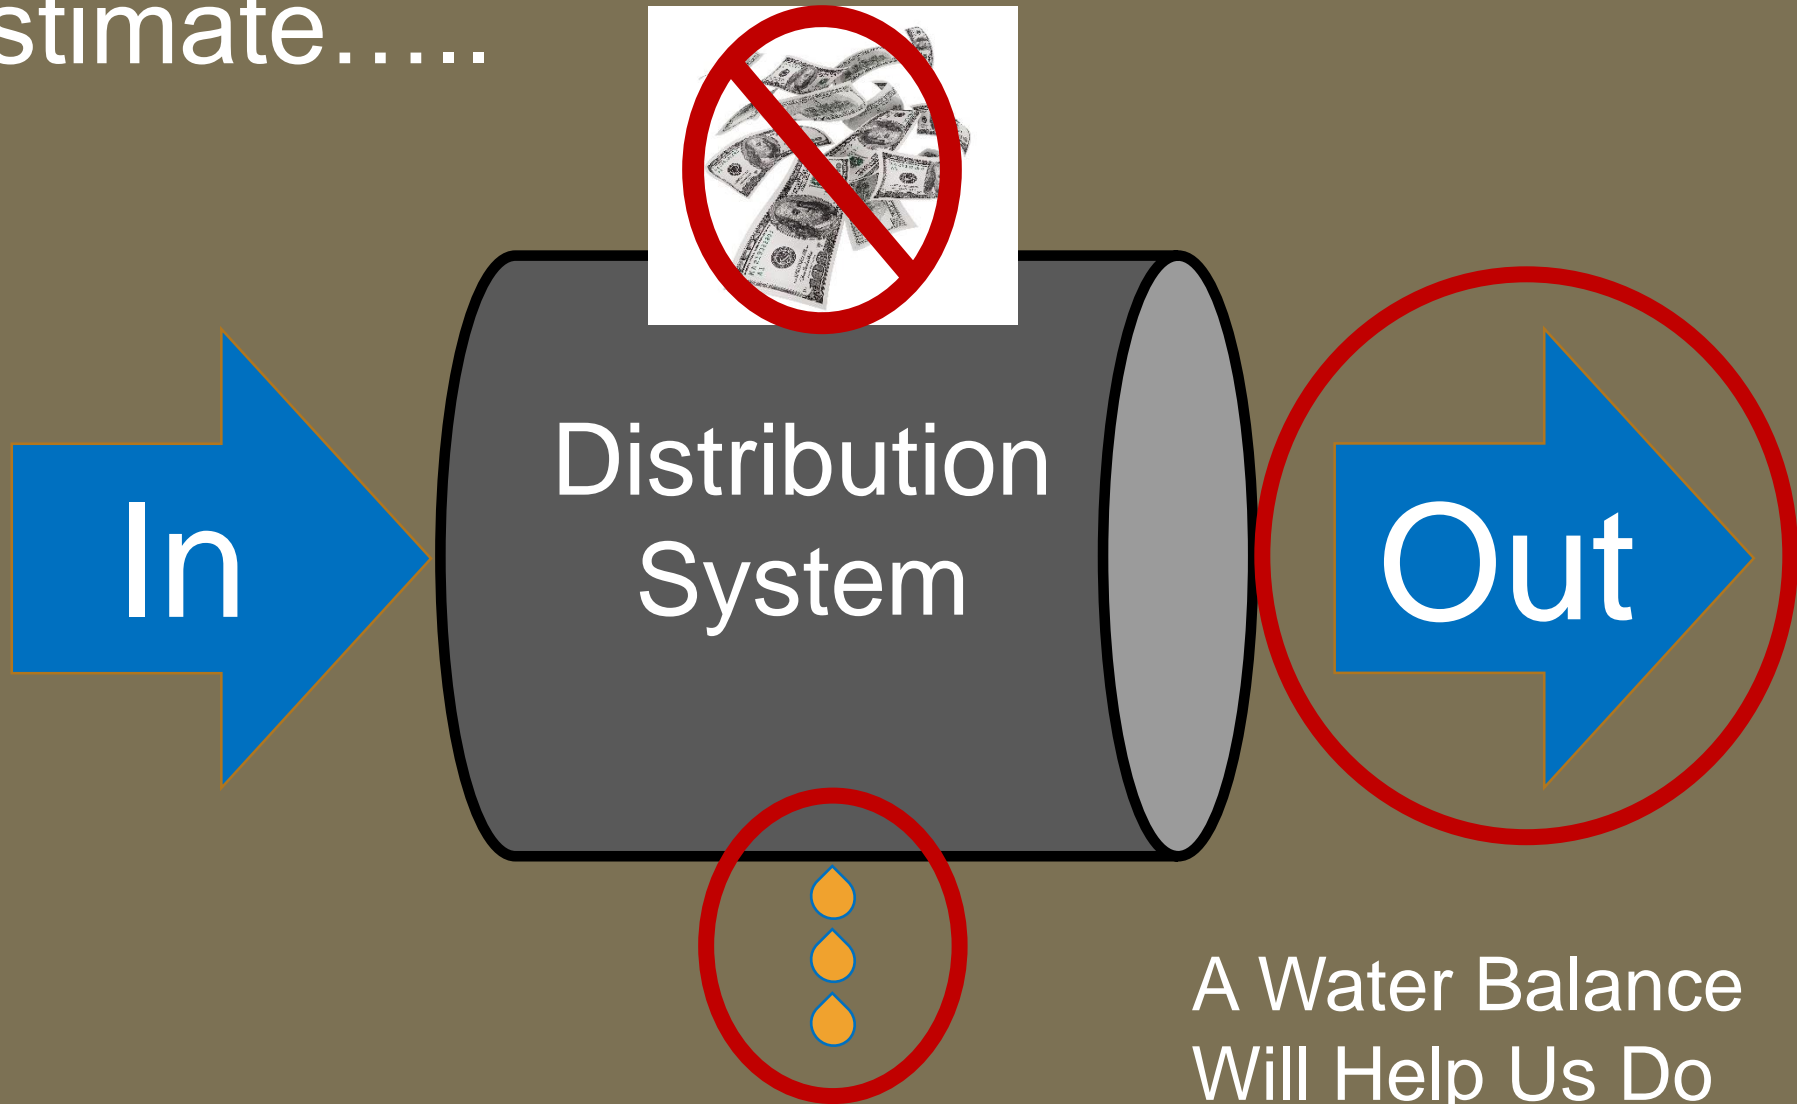 stimate…..
Distribution
System
In
Out
A Water Balance
Will Help Us Do